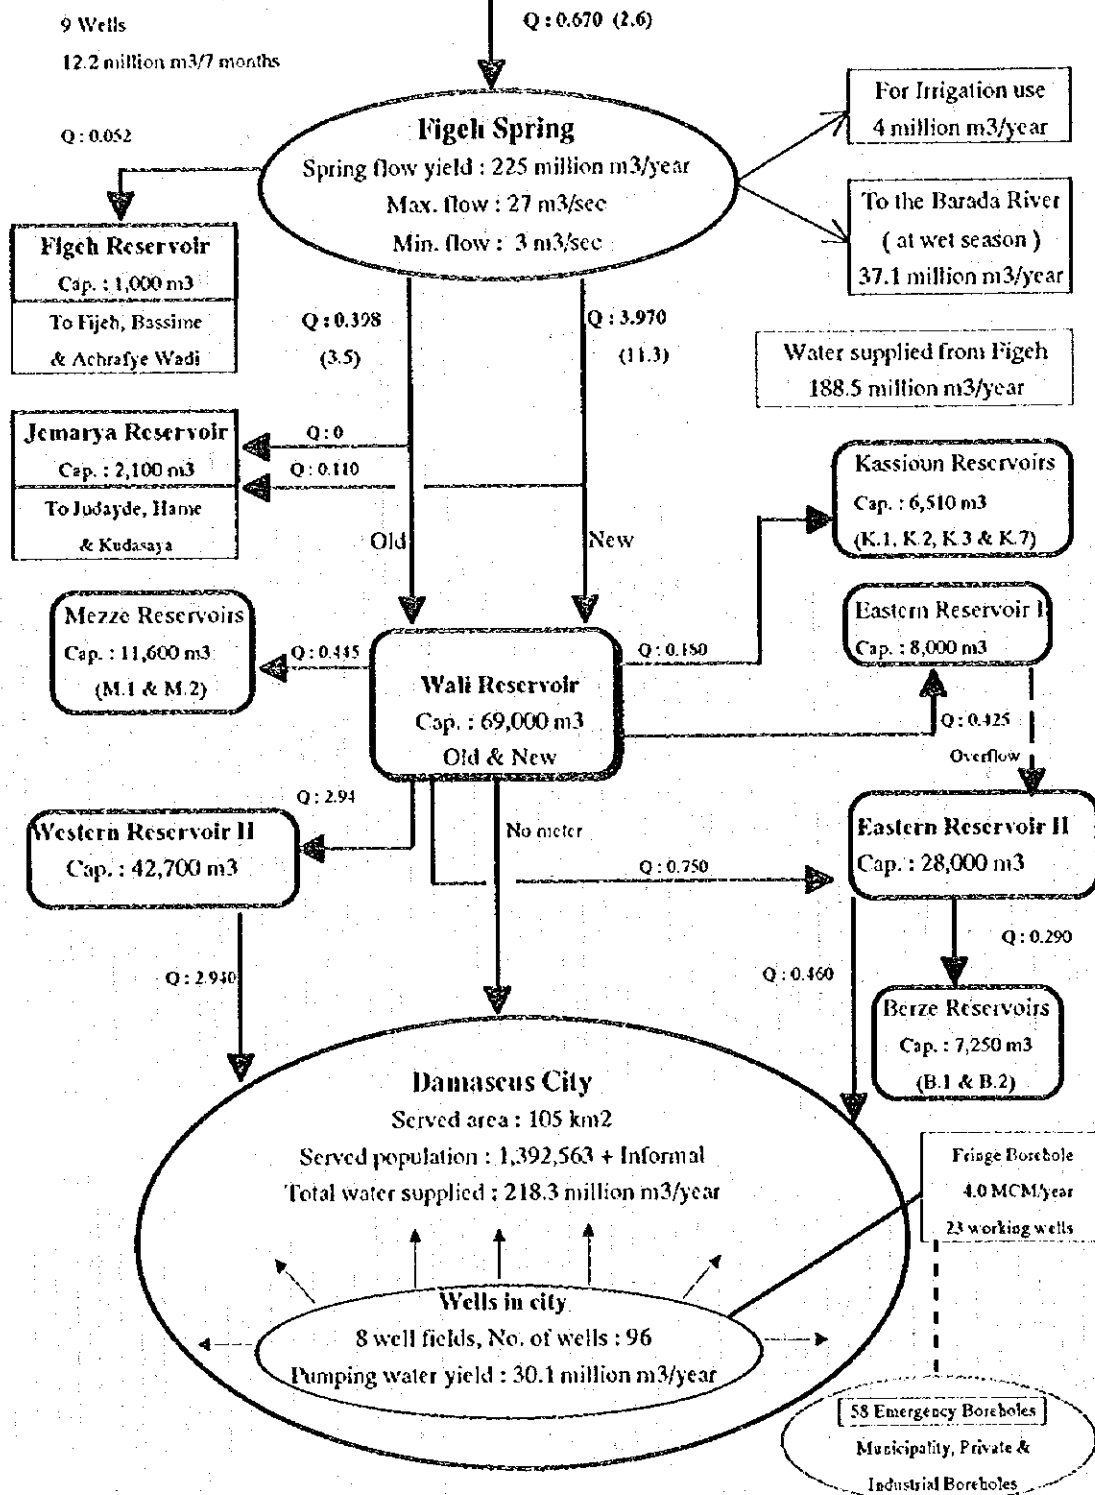 9 Wells
12.2 million m3/7 months
Q : 0.670 (2.6)
Q : 0.052
Figeh Spring
Spring flow yield : 225 million m3/year
Max. flow : 27 m3/sec
Min. flow : 3 m3/sec
For Irrigation use
4 million m3/year
To the Barada River
( at wet season )
37.1 million m3/year
Figeh Reservoir
Cap. : 1,000 m3
To Fijeh, Bassime
& Achrafye Wadi
Q : 0.398
(3.5)
Q : 3.970
(11.3)
Water supplied from Figeh
188.5 million m3/year
Jemarya Reservoir
Cap. : 2,100 m3
To Judayde, Hame
& Kudasaya
Q : 0
Q : 0.110
Old
New
Kassioun Reservoirs
Cap. : 6,510 m3
(K.1, K.2, K.3 & K.7)
Mezze Reservoirs
Cap. : 11,600 m3
(M.1 & M.2)
Q : 0.445
Wali Reservoir
Cap. : 69,000 m3
Old & New
Q : 0.180
Eastern Reservoir I
Cap. : 8,000 m3
Q : 0.425
Overflow
Western Reservoir II
Cap. : 42,700 m3
Q : 2.94
No meter
Q : 0.750
Eastern Reservoir II
Cap. : 28,000 m3
Q : 2.940
Q : 0.460
Q : 0.290
Berze Reservoirs
Cap. : 7,250 m3
(B.1 & B.2)
Damascus City
Served area : 105 km2
Served population : 1,392,563 + Informal
Total water supplied : 218.3 million m3/year
Fringe Borehole
4.0 MCM/year
23 working wells
Wells in city
8 well fields, No. of wells : 96
Pumping water yield : 30.1 million m3/year
58 Emergency Boreholes
Municipality, Private &
Industrial Boreholes